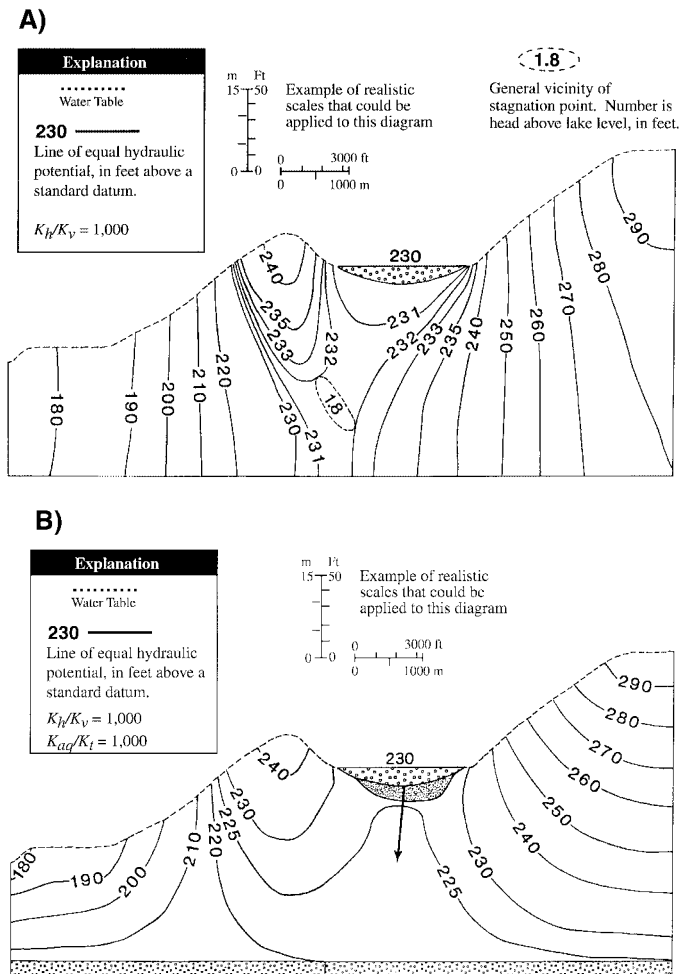 A)
Explanation
Water Table
230
Line of equal hydraulic
potential, in feet above a
standard datum.
Kh/Kv = 1,000
m Ft
15 50
0 0
Example of realistic
scales that could be
applied to this diagram
0 3000 ft
0 1000 m
1.8
General vicinity of
stagnation point. Number is
head above lake level, in feet.
230
180
190
200
210
220
240
235
233
230
231
232
1.8
231
232
233
235
240
250
260
270
280
290
B)
Explanation
Water Table
230
Line of equal hydraulic
potential, in feet above a
standard datum.
Kh/Kv = 1,000
Kaq/Kt = 1,000
m Ft
15 50
0 0
Example of realistic
scales that could be
applied to this diagram
0 3000 ft
0 1000 m
230
180
190
200
210
220
225
230
240
225
230
240
250
260
270
280
290